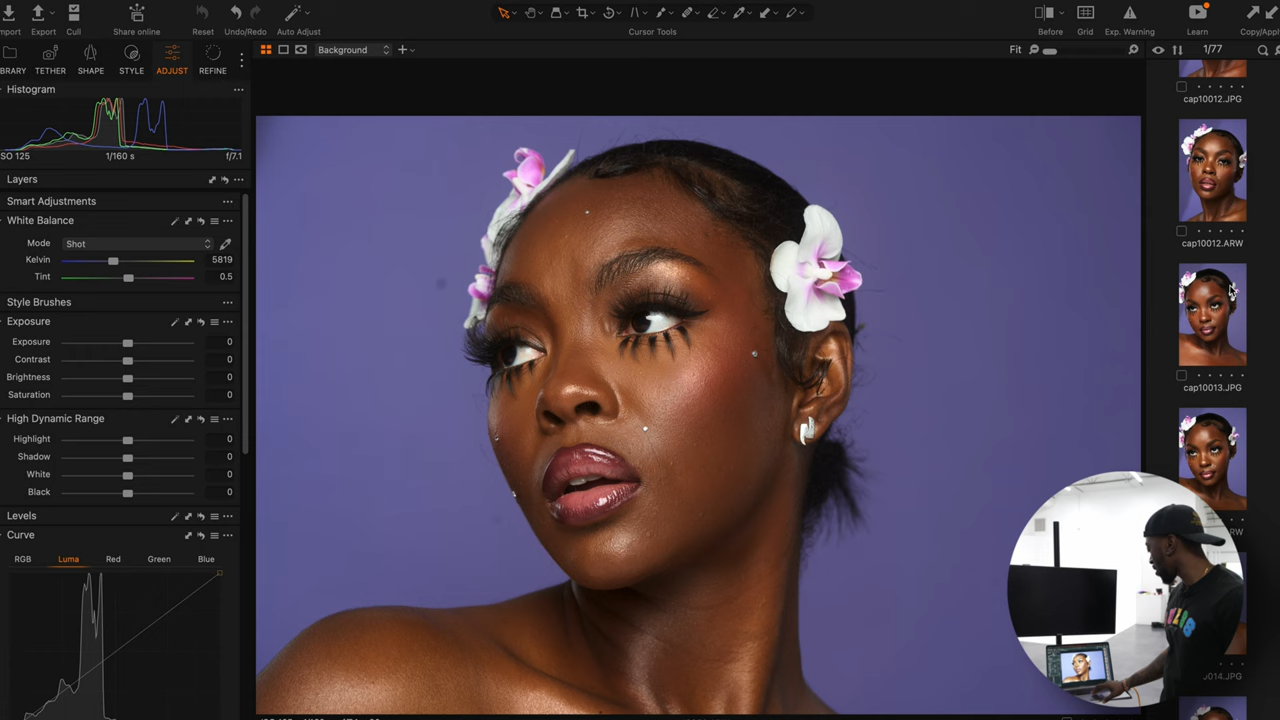 mport
Export
Cull
Share online
Reset
Undo/Redo
Auto Adjust
Cursor Tools
Before
Grid
Exp. Warning
Learn
Copy/Appl
BRARY
TETHER
SHAPE
STYLE
ADJUST
REFINE
Background
Fit
1/77
Histogram
ISO 125 1/160 s f/7.1
Layers
Smart Adjustments
White Balance
Mode Shot
Kelvin 5819
Tint 0.5
Style Brushes
Exposure
Exposure 0
Contrast 0
Brightness 0
Saturation 0
High Dynamic Range
Highlight 0
Shadow 0
White 0
Black 0
Levels
Curve
RGB Luma Red Green Blue
cap10012.JPG
cap10012.ARW
cap10013.JPG
RW
0014.JPG